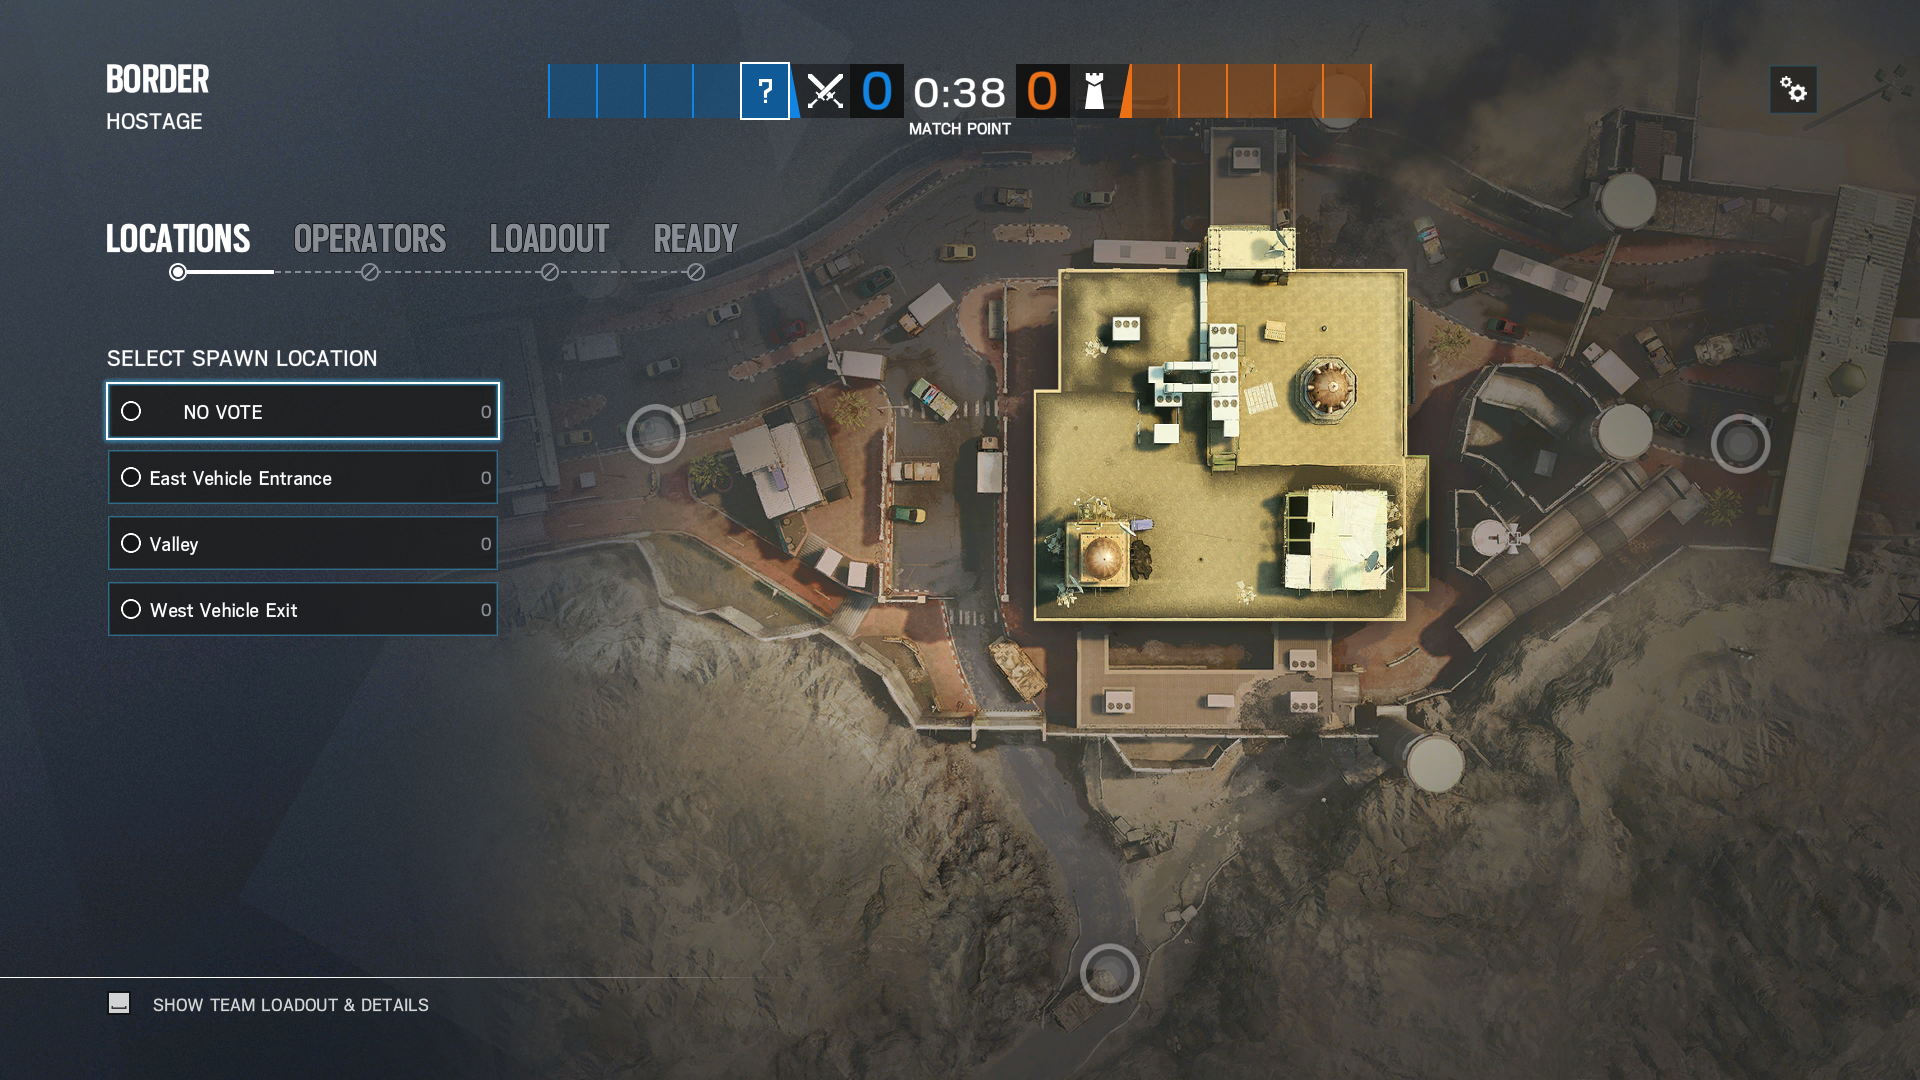 BORDER
HOSTAGE
?
0
0:38
0
MATCH POINT
LOCATIONS
OPERATORS
LOADOUT
READY
SELECT SPAWN LOCATION
NO VOTE 0
East Vehicle Entrance 0
Valley 0
West Vehicle Exit 0
SHOW TEAM LOADOUT & DETAILS